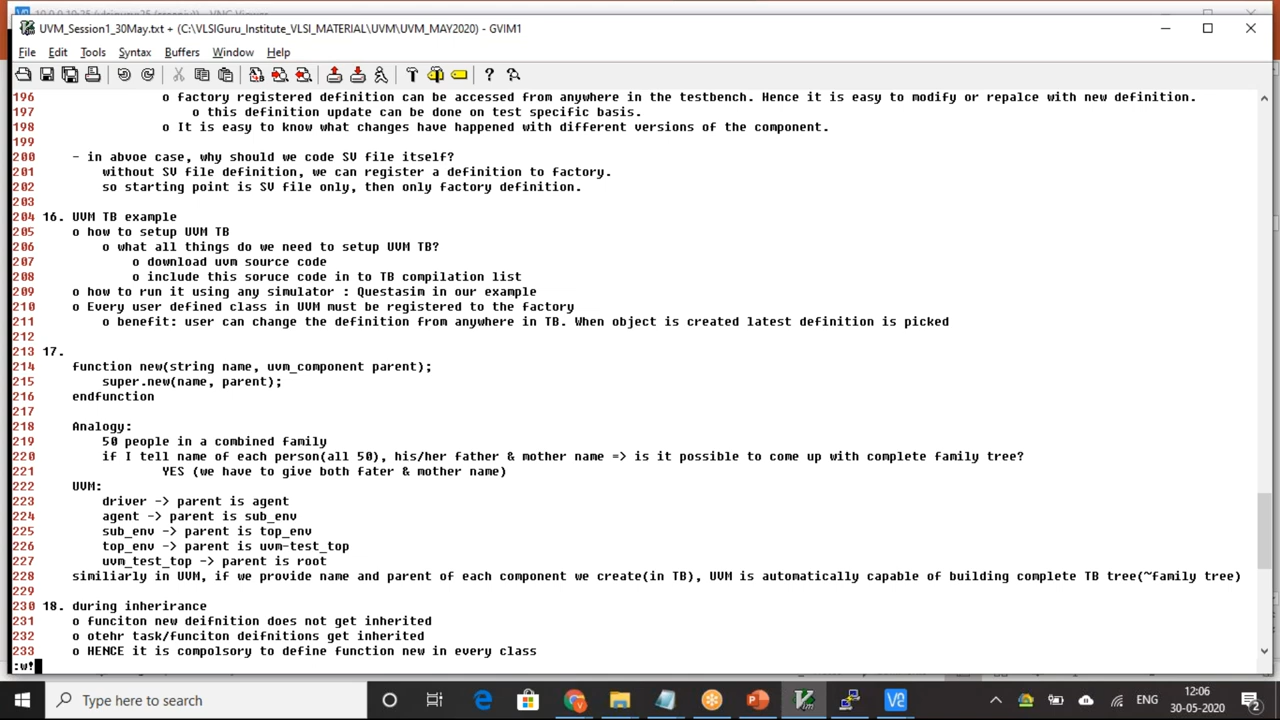 UVM_Session1_30May.txt + (C:\VLSIGuru_Institute_VLSI_MATERIAL\UVM\UVM_MAY2020) - GVIM1
File Edit Tools Syntax Buffers Window Help
196 o factory registered definition can be accessed from anywhere in the testbench. Hence it is easy to modify or repalce with new definition.
197 o this definition update can be done on test specific basis.
198 o It is easy to know what changes have happened with different versions of the component.
199
200 - in abvoe case, why should we code SV file itself?
201 without SV file definition, we can register a definition to factory.
202 so starting point is SV file only, then only factory definition.
203
204 16. UVM TB example
205 o how to setup UVM TB
206 o what all things do we need to setup UVM TB?
207 o download uvm source code
208 o include this soruce code in to TB compilation list
209 o how to run it using any simulator : Questasim in our example
210 o Every user defined class in UVM must be registered to the factory
211 o benefit: user can change the definition from anywhere in TB. When object is created latest definition is picked
212
213 17.
214 function new(string name, uvm_component parent);
215 super.new(name, parent);
216 endfunction
217
218 Analogy:
219 50 people in a combined family
220 if I tell name of each person(all 50), his/her father & mother name => is it possible to come up with complete family tree?
221 YES (we have to give both fater & mother name)
222 UVM:
223 driver -> parent is agent
224 agent -> parent is sub_env
225 sub_env -> parent is top_env
226 top_env -> parent is uvm-test_top
227 uvm_test_top -> parent is root
228 similiarly in UVM, if we provide name and parent of each component we create(in TB), UVM is automatically capable of building complete TB tree(~family tree)
229
230 18. during inherirance
231 o funciton new deifnition does not get inherited
232 o otehr task/funciton deifnitions get inherited
233 o HENCE it is compolsory to define function new in every class
:w!
Type here to search
ENG
12:06
30-05-2020
2